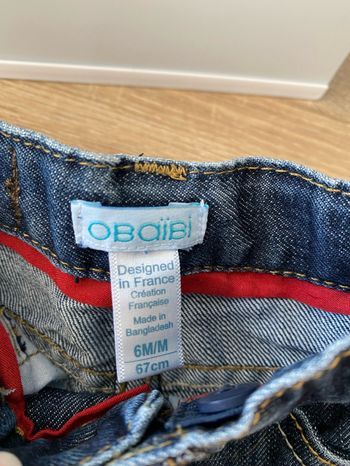 OBaïBi
Designed
in France
Création
Française
Made in
Bangladesh
6M/M
67cm